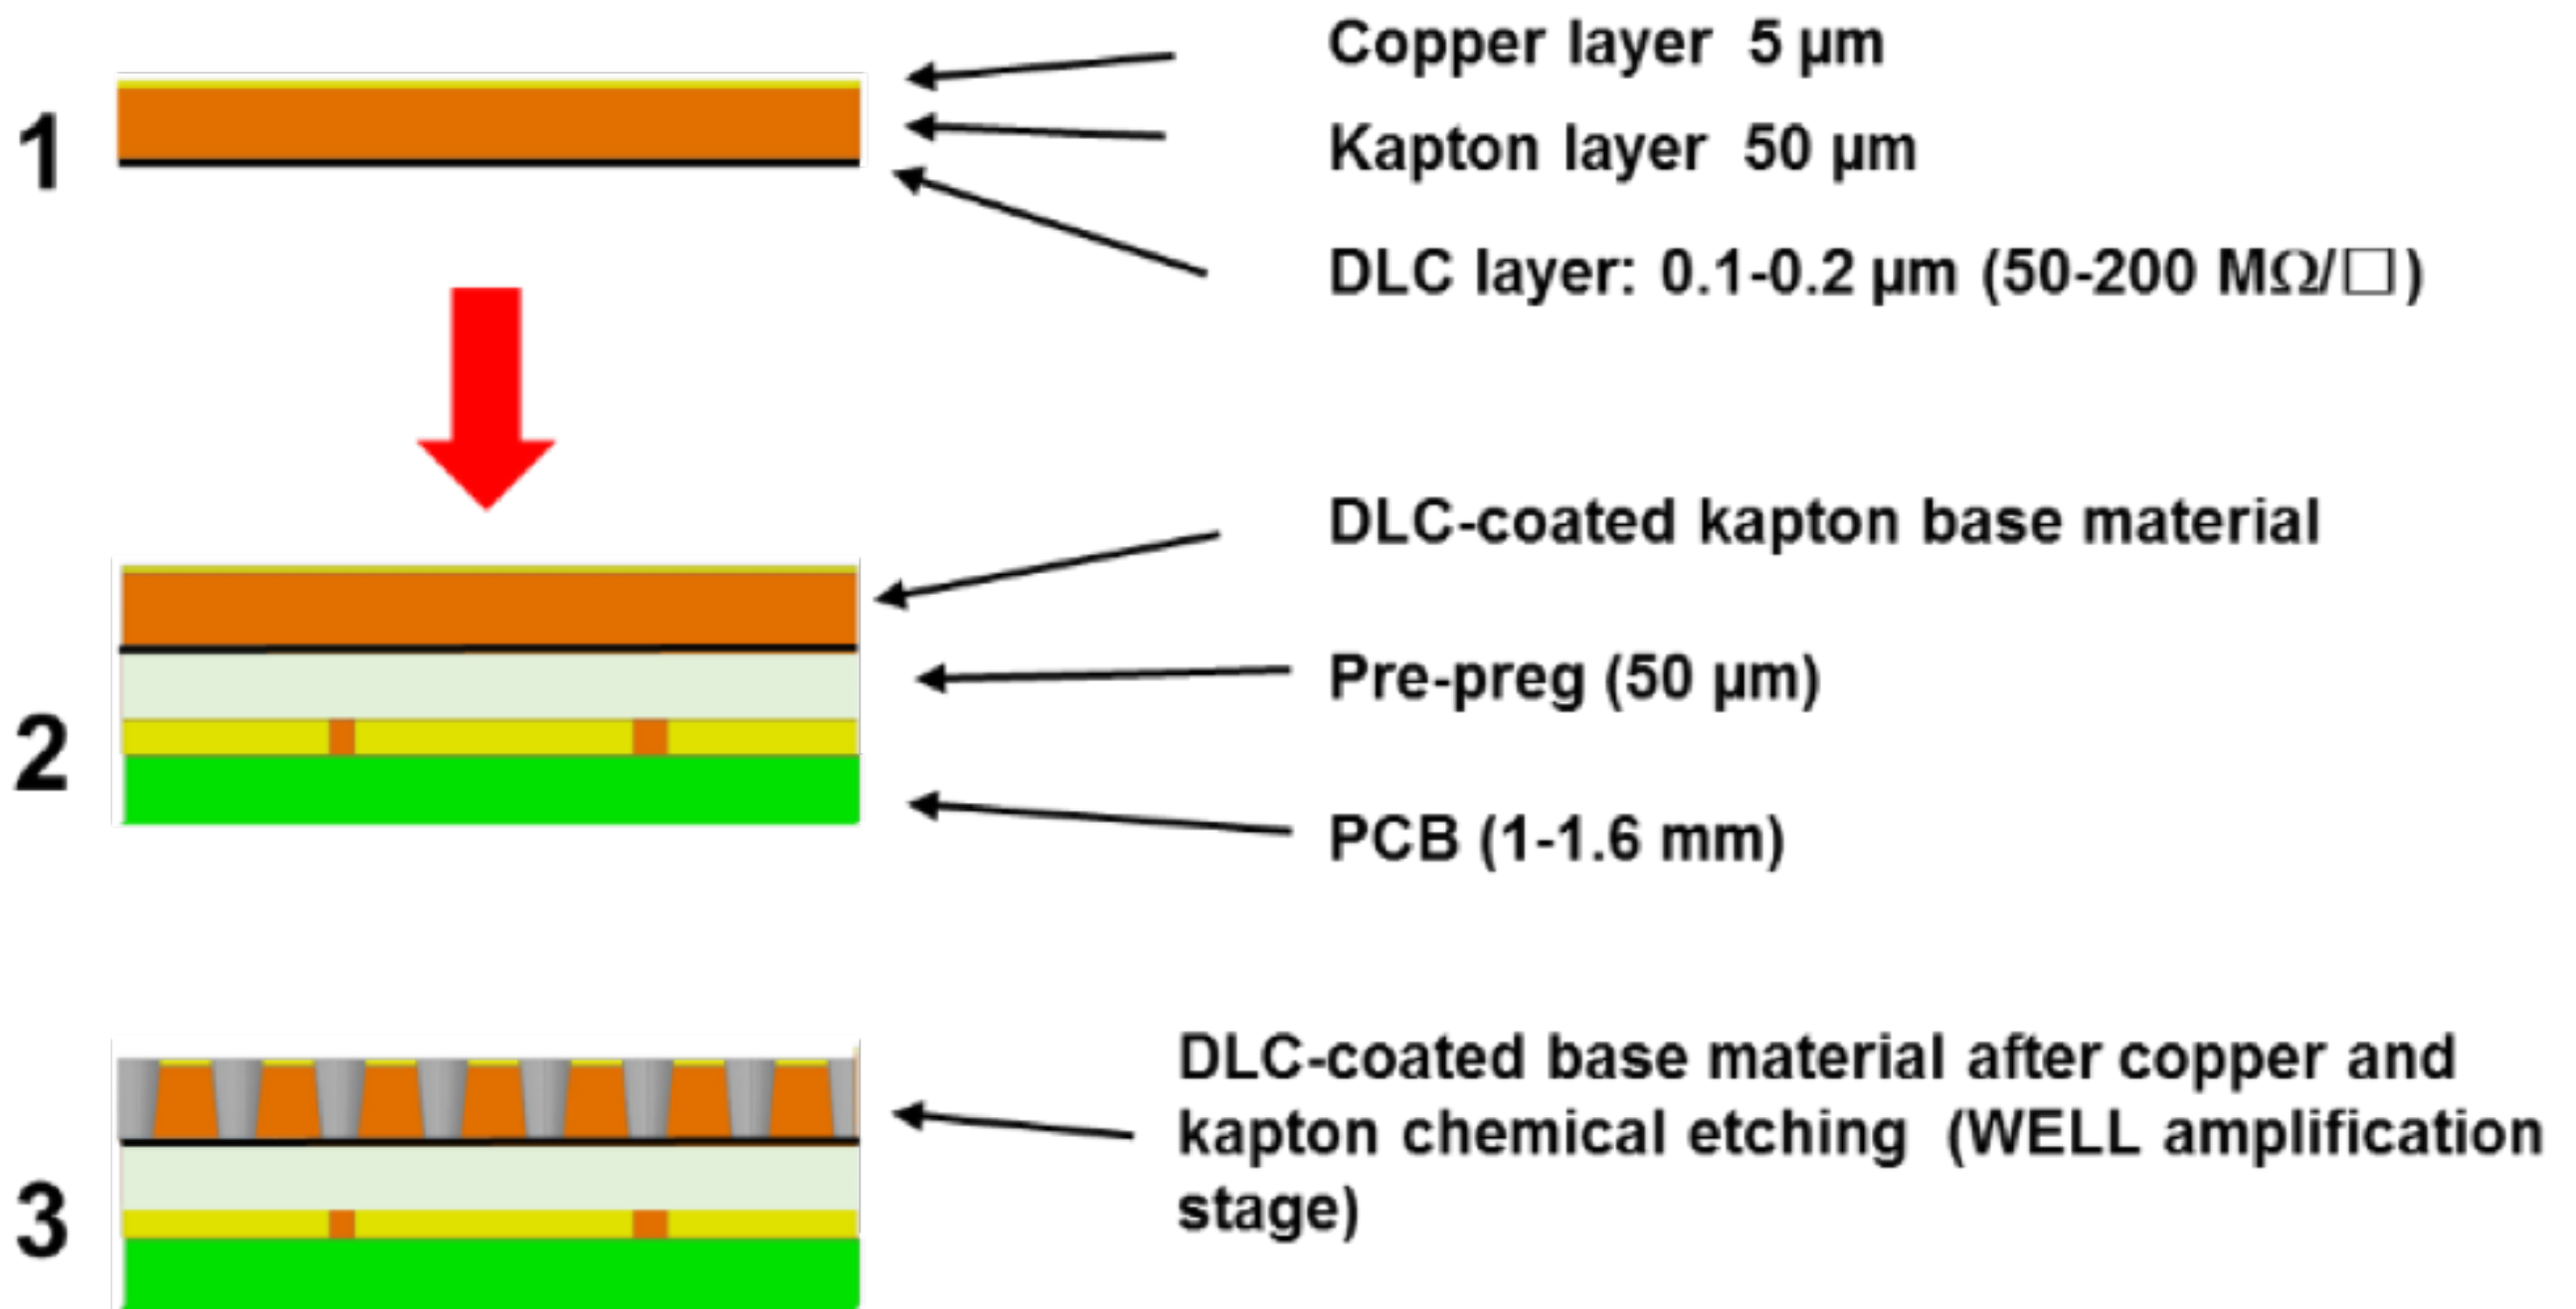 1
Copper layer 5 µm
Kapton layer 50 µm
DLC layer: 0.1-0.2 µm (50-200 MΩ/□)
2
DLC-coated kapton base material
Pre-preg (50 µm)
PCB (1-1.6 mm)
3
DLC-coated base material after copper and
kapton chemical etching (WELL amplification
stage)